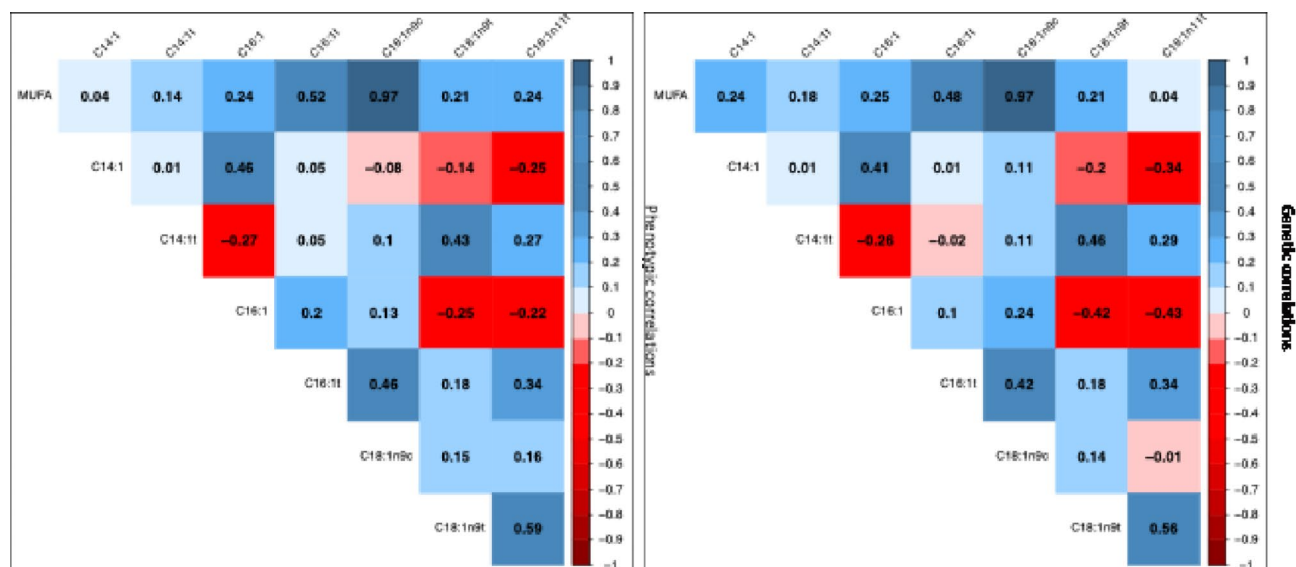 C14:1 C14:1t C16:1 C16:1t C18:1n9c C18:1n9t C18:1n11t
MUFA 0.04 0.14 0.24 0.52 0.97 0.21 0.24
C14:1 0.01 0.46 0.05 −0.08 −0.14 −0.25
C14:1t −0.27 0.05 0.1 0.43 0.27
C16:1 0.2 0.13 −0.25 −0.22
C16:1t 0.46 0.18 0.34
C18:1n9c 0.15 0.16
C18:1n9t 0.59
1
0.9
0.8
0.7
0.6
0.5
0.4
0.3
0.2
0.1
0
−0.1
−0.2
−0.3
−0.4
−0.5
−0.6
−0.7
−0.8
−0.9
−1
Phenotypic correlations
C14:1 C14:1t C16:1 C16:1t C18:1n9c C18:1n9t C18:1n11t
MUFA 0.24 0.18 0.25 0.48 0.97 0.21 0.04
C14:1 0.01 0.41 0.01 0.11 −0.2 −0.34
C14:1t −0.26 −0.02 0.11 0.46 0.29
C16:1 0.1 0.24 −0.42 −0.43
C16:1t 0.42 0.18 0.34
C18:1n9c 0.14 −0.01
C18:1n9t 0.56
1
0.9
0.8
0.7
0.6
0.5
0.4
0.3
0.2
0.1
0
−0.1
−0.2
−0.3
−0.4
−0.5
−0.6
−0.7
−0.8
−0.9
−1
Genetic correlations